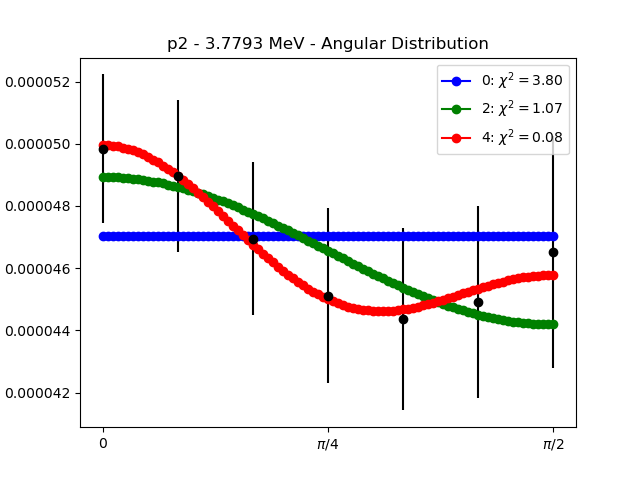 p2 - 3.7793 MeV - Angular Distribution
0: χ² = 3.80
2: χ² = 1.07
4: χ² = 0.08
0.000052
0.000050
0.000048
0.000046
0.000044
0.000042
0 π/4 π/2